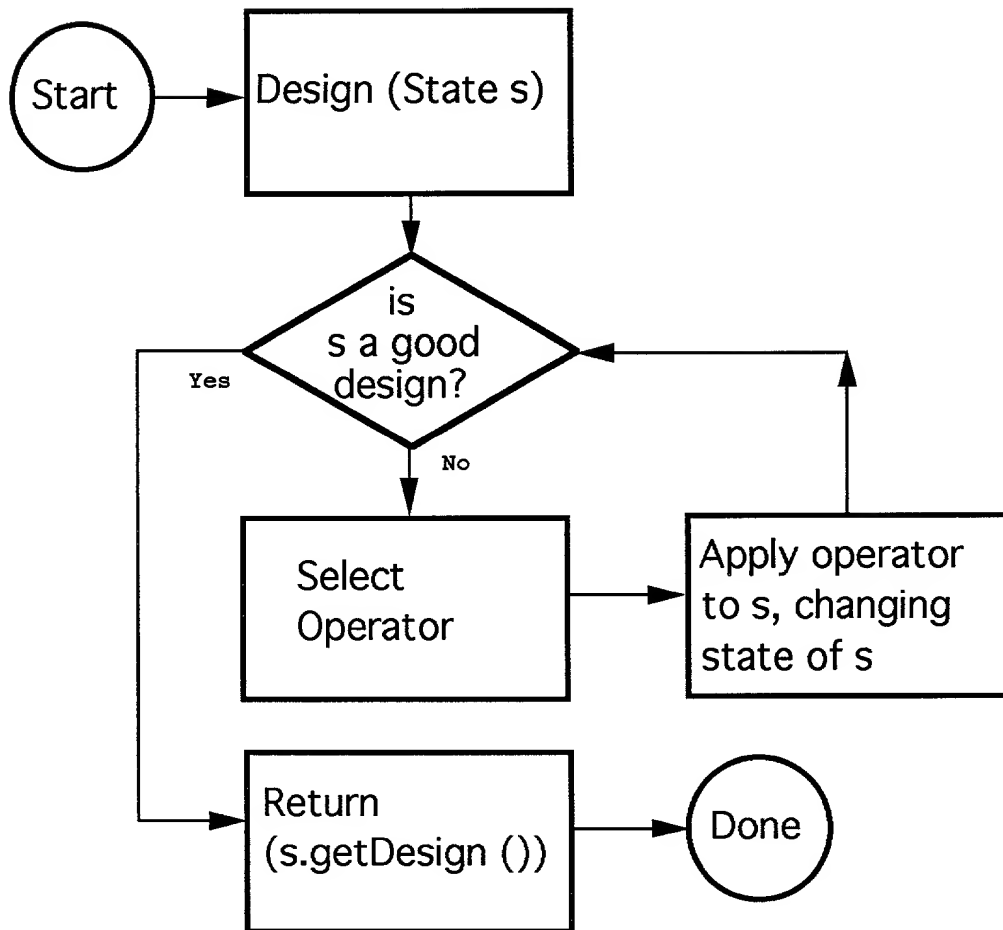 Start
Design (State s)
is
s a good
design?
Yes
No
Select
Operator
Apply operator
to s, changing
state of s
Return
(s.getDesign ())
Done